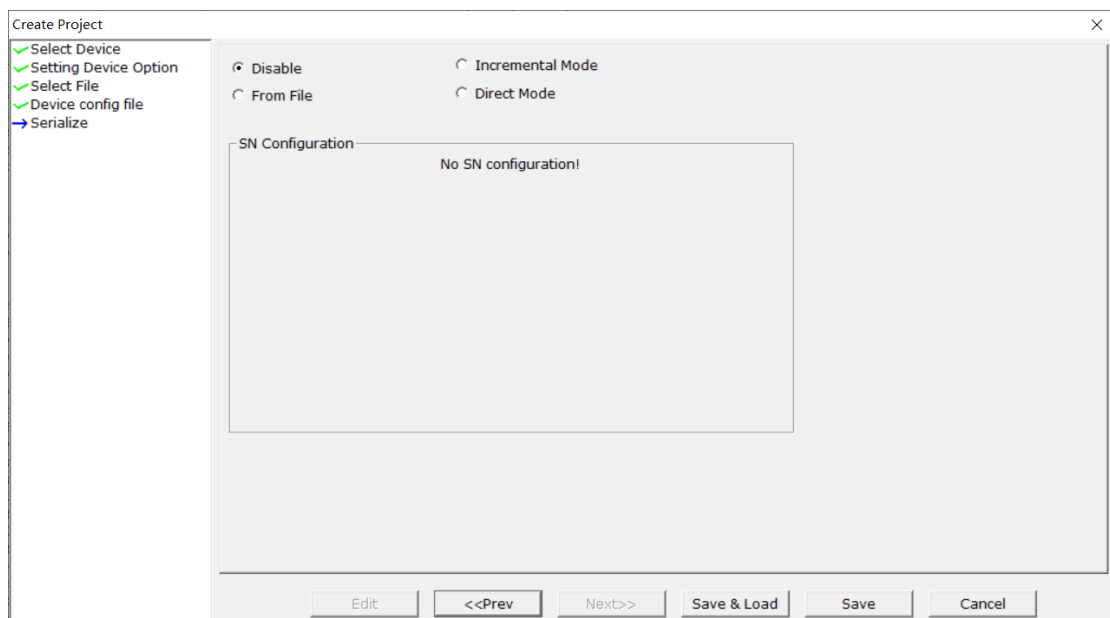 Create Project
Select Device
Setting Device Option
Select File
Device config file
Serialize
Disable
Incremental Mode
From File
Direct Mode
SN Configuration
No SN configuration!
Edit
<<Prev
Next>>
Save & Load
Save
Cancel